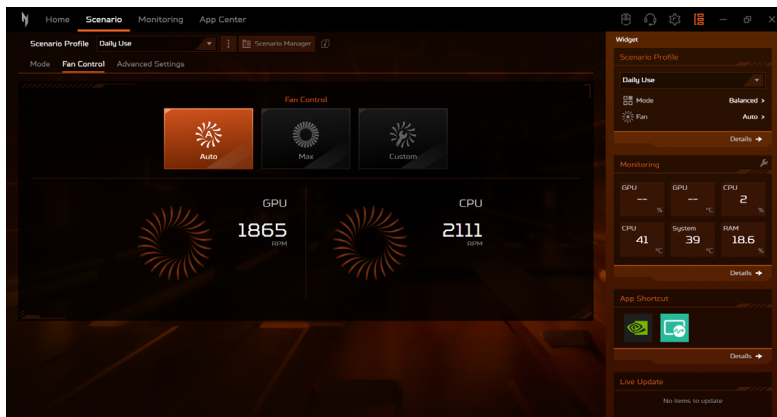 Home Scenario Monitoring App Center
Scenario Profile Daily Use Scenario Manager
Mode Fan Control Advanced Settings
Fan Control
A
Auto Max Custom
GPU
1865
RPM
CPU
2111
RPM
Widget
Scenario Profile
Daily Use
Mode Balanced >
Fan Auto >
Details →
Monitoring
GPU
--
%
GPU
--
°C
CPU
2
%
CPU
41
°C
System
39
°C
RAM
18.6
%
Details →
App Shortcut
Details →
Live Update
No items to update